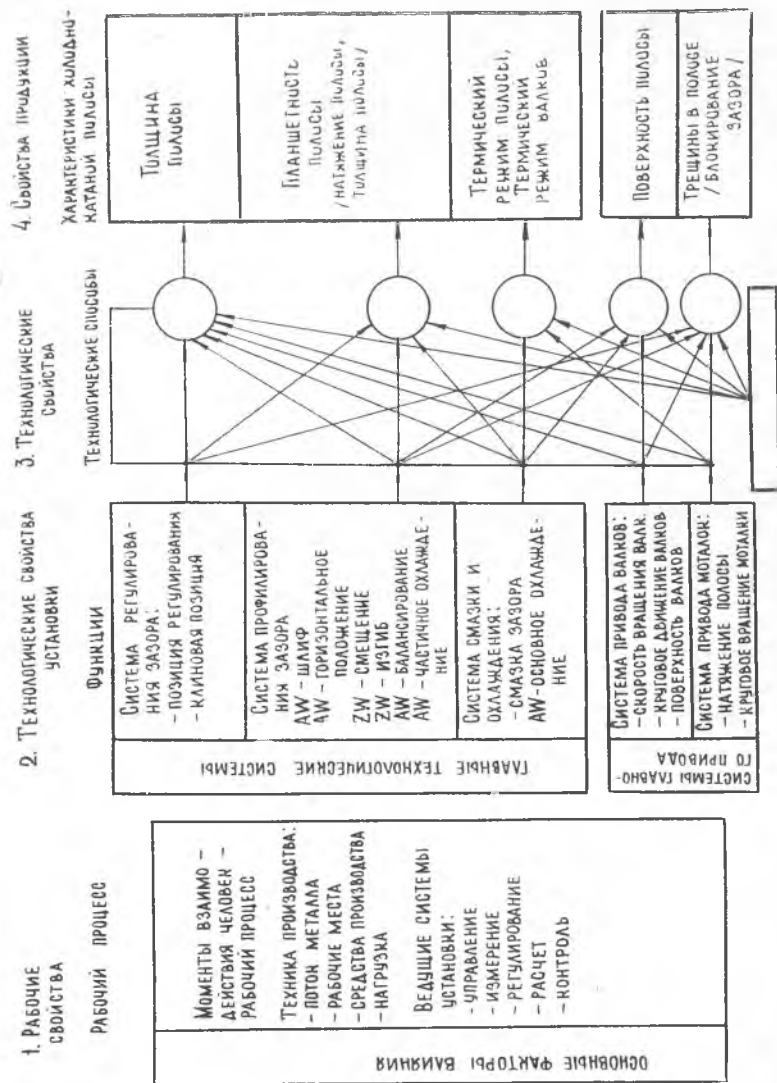 1. Рабочие
свойства
Рабочий процесс
Основные факторы влияния
Моменты взаимо-
действия человек -
рабочий процесс
Техника производства:
- поток металла
- рабочие места
- средства производства
- нагрузка
Ведущие системы
установки:
- управление
- измерение
- регулирование
- расчет
- контроль
2. Технологические свойства
установки
Функции
Главные технологические системы
Система регулирова-
ния зазора:
- позиция регулирования
- клиновая позиция
Система профилирова-
ния зазора
AW - шлиф
AW - горизонтальное
положение
ZW - смещение
ZW - изгиб
AW - балансирование
AW - частичное охлажде-
ние
Система смазки и
охлаждения:
- смазка зазора
AW-основное охлажде-
ние
Системы главно-
го привода
Система привода валков:
- скорость вращения валк.
- круговое движение валков
- поверхность валков
Система привода моталок:
- натяжение полосы
- круговое вращение моталки
3. Технологические
свойства
Технологические способы
4. Свойства продукции
Характеристики холодно-
катаной полосы
Толщина
полосы
Планшетность
полосы
/натяжение полосы,
толщина полосы/
Термический
режим полосы,
термический
режим валков
Поверхность полосы
Трещины в полосе
/блокирование
зазора/